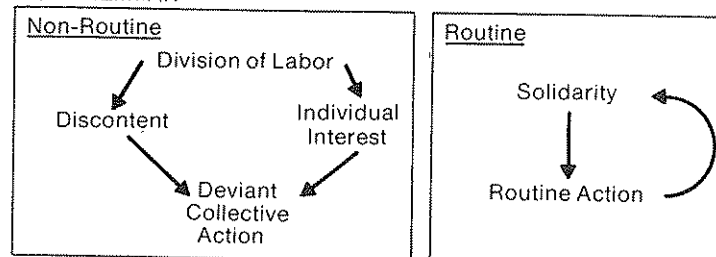 Non-Routine
Division of Labor
Discontent
Individual
Interest
Deviant
Collective
Action
Routine
Solidarity
Routine Action